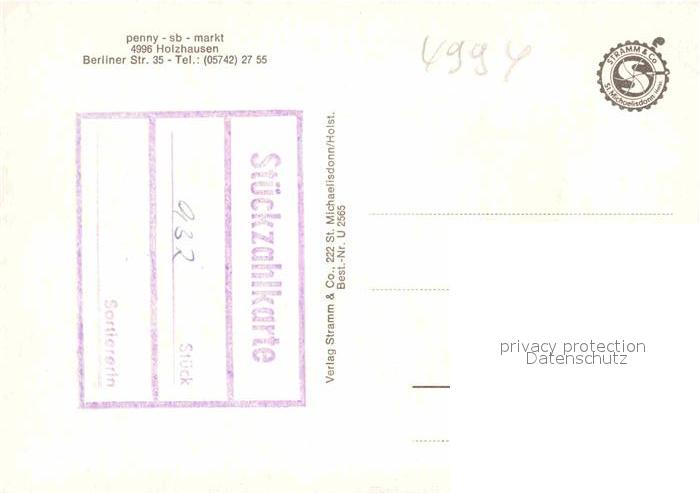 penny - sb - markt
4996 Holzhausen
Berliner Str. 35 - Tel.: (05742) 27 55
4994
STRAMM & Co.
St. Michaelisdonn
Stückzahlkarte
932 Stück
Sortiererin
Verlag Stramm & Co., 222 St. Michaelisdonn/Holst.
Best.-Nr. U 2565
privacy protection
Datenschutz